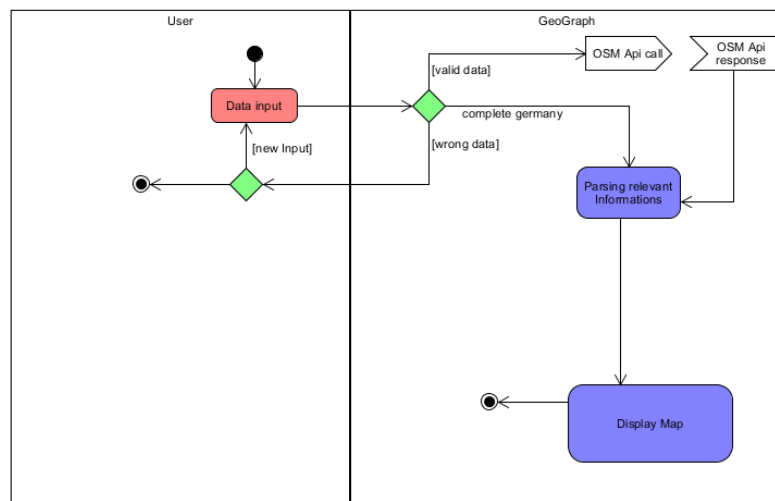 User
GeoGraph
OSM Api call
OSM Api
response
[valid data]
Data input
complete germany
[wrong data]
[new Input]
Parsing relevant
Informations
Display Map